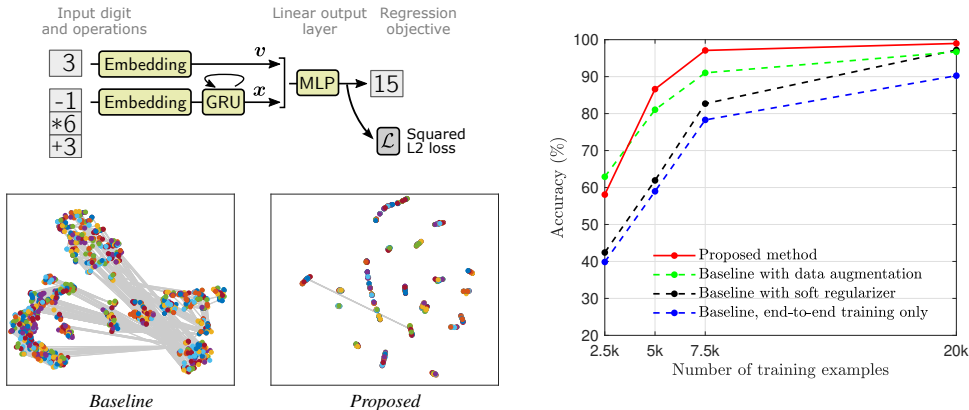 Input digit
and operations
Linear output
layer
Regression
objective
3
Embedding
v
-1
*6
+3
Embedding
GRU
x
MLP
15
ℒ
Squared
L2 loss
Baseline
Proposed
Accuracy (%)
100
90
80
70
60
50
40
30
20
Proposed method
Baseline with data augmentation
Baseline with soft regularizer
Baseline, end-to-end training only
2.5k 5k 7.5k 20k
Number of training examples